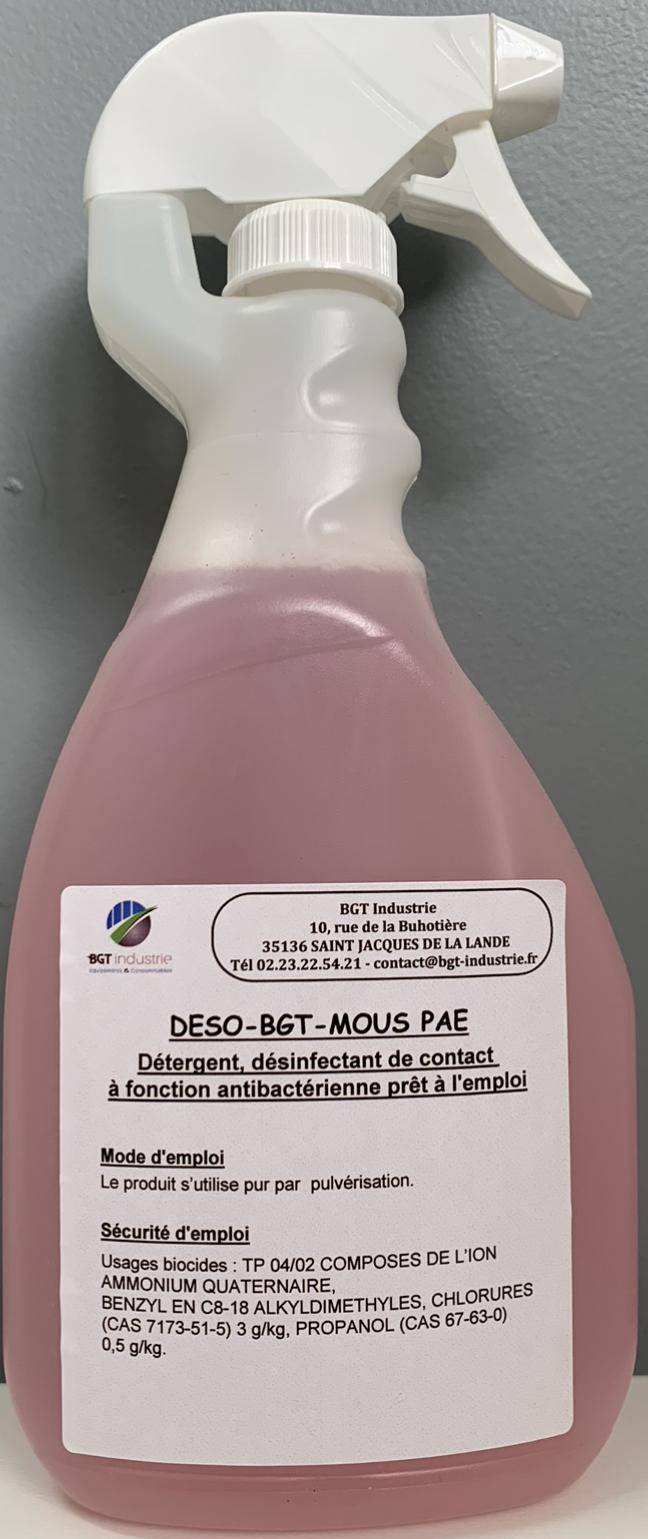 BGT industrie
Equipements & Consommables
BGT Industrie
10, rue de la Buhotière
35136 SAINT JACQUES DE LA LANDE
Tél 02.23.22.54.21 - contact@bgt-industrie.fr
DESO-BGT-MOUS PAE
Détergent, désinfectant de contact
à fonction antibactérienne prêt à l'emploi
Mode d'emploi
Le produit s'utilise pur par pulvérisation.
Sécurité d'emploi
Usages biocides : TP 04/02 COMPOSES DE L'ION
AMMONIUM QUATERNAIRE,
BENZYL EN C8-18 ALKYLDIMETHYLES, CHLORURES
(CAS 7173-51-5) 3 g/kg, PROPANOL (CAS 67-63-0)
0,5 g/kg.